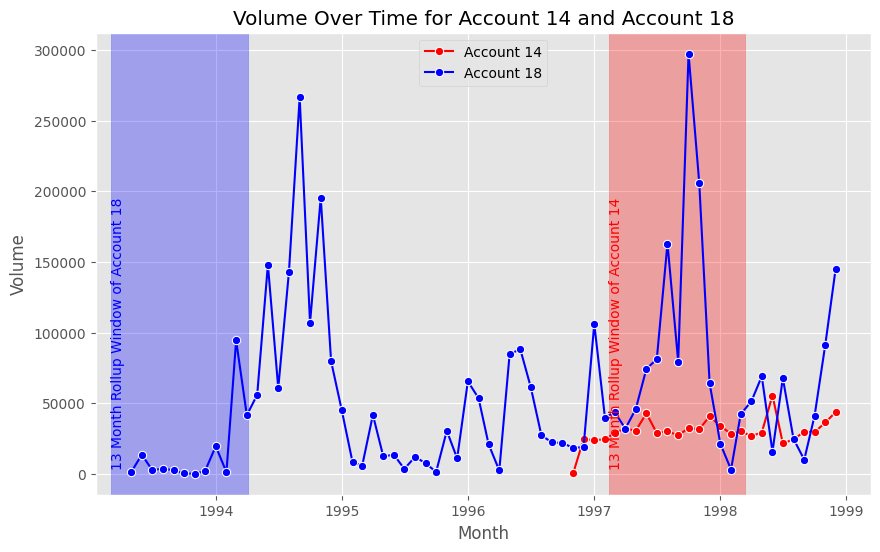 Volume Over Time for Account 14 and Account 18
Account 14
Account 18
300000
250000
200000
150000
100000
50000
0
Volume
13 Month Rollup Window of Account 18
13 Month Rollup Window of Account 14
1994
1995
1996
1997
1998
1999
Month